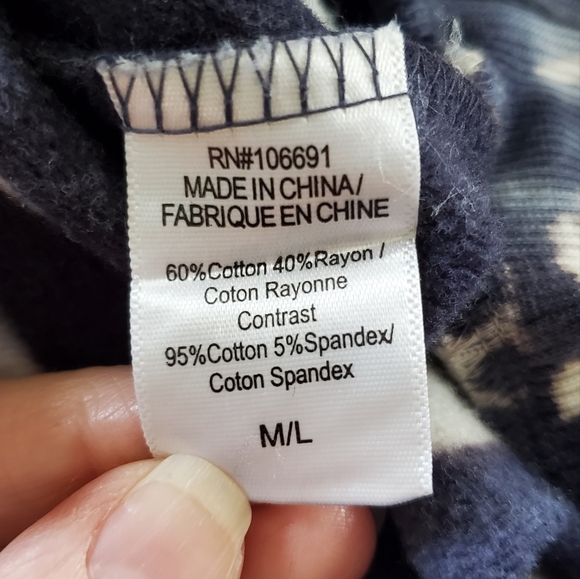 RN#106691
MADE IN CHINA/
FABRIQUE EN CHINE
60%Cotton 40%Rayon /
Coton Rayonne
Contrast
95%Cotton 5%Spandex/
Coton Spandex
M/L